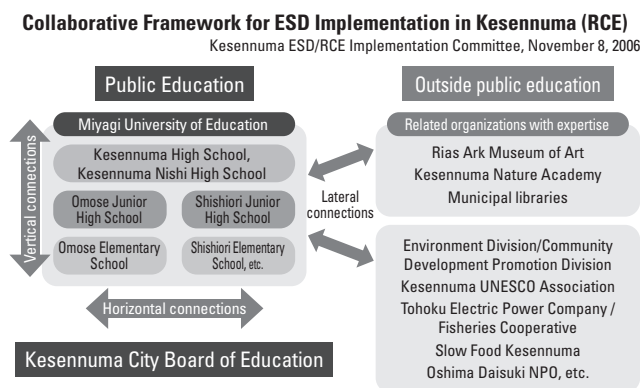 Collaborative Framework for ESD Implementation in Kesennuma (RCE)
Kesennuma ESD/RCE Implementation Committee, November 8, 2006
Public Education
Miyagi University of Education
Kesennuma High School,
Kesennuma Nishi High School
Omose Junior
High School
Shishiori Junior
High School
Omose Elementary
School
Shishiori Elementary
School, etc.
Vertical connections
Horizontal connections
Kesennuma City Board of Education
Lateral
connections
Outside public education
Related organizations with expertise
Rias Ark Museum of Art
Kesennuma Nature Academy
Municipal libraries
Environment Division/Community
Development Promotion Division
Kesennuma UNESCO Association
Tohoku Electric Power Company /
Fisheries Cooperative
Slow Food Kesennuma
Oshima Daisuki NPO, etc.